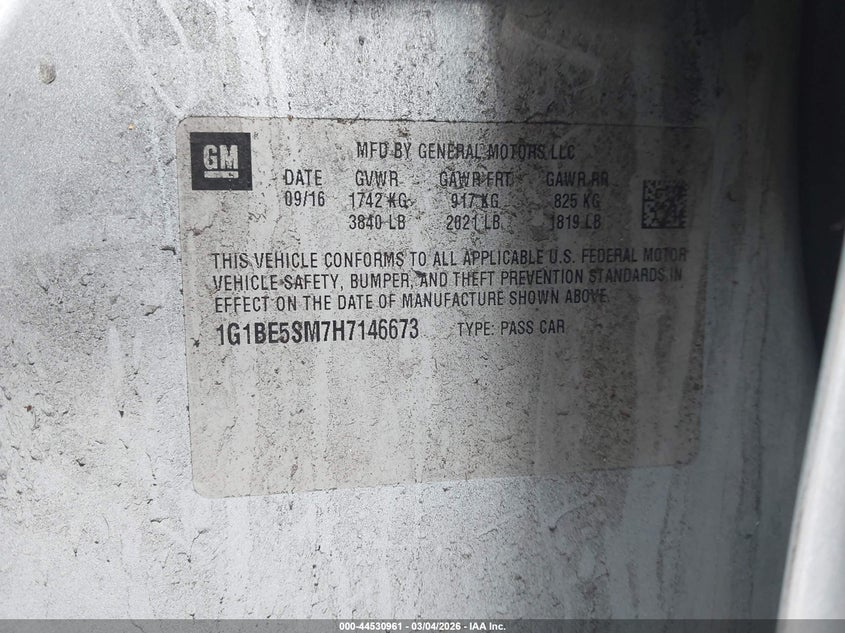 GM
MFD BY GENERAL MOTORS LLC
DATE GVWR GAWR FRT GAWR RR
09/16 1742 KG 917 KG 825 KG
3840 LB 2021 LB 1819 LB
THIS VEHICLE CONFORMS TO ALL APPLICABLE U.S. FEDERAL MOTOR
VEHICLE SAFETY, BUMPER, AND THEFT PREVENTION STANDARDS IN
EFFECT ON THE DATE OF MANUFACTURE SHOWN ABOVE.
1G1BE5SM7H7146673 TYPE: PASS CAR
000-44530961 - 03/04/2026 - IAA Inc.